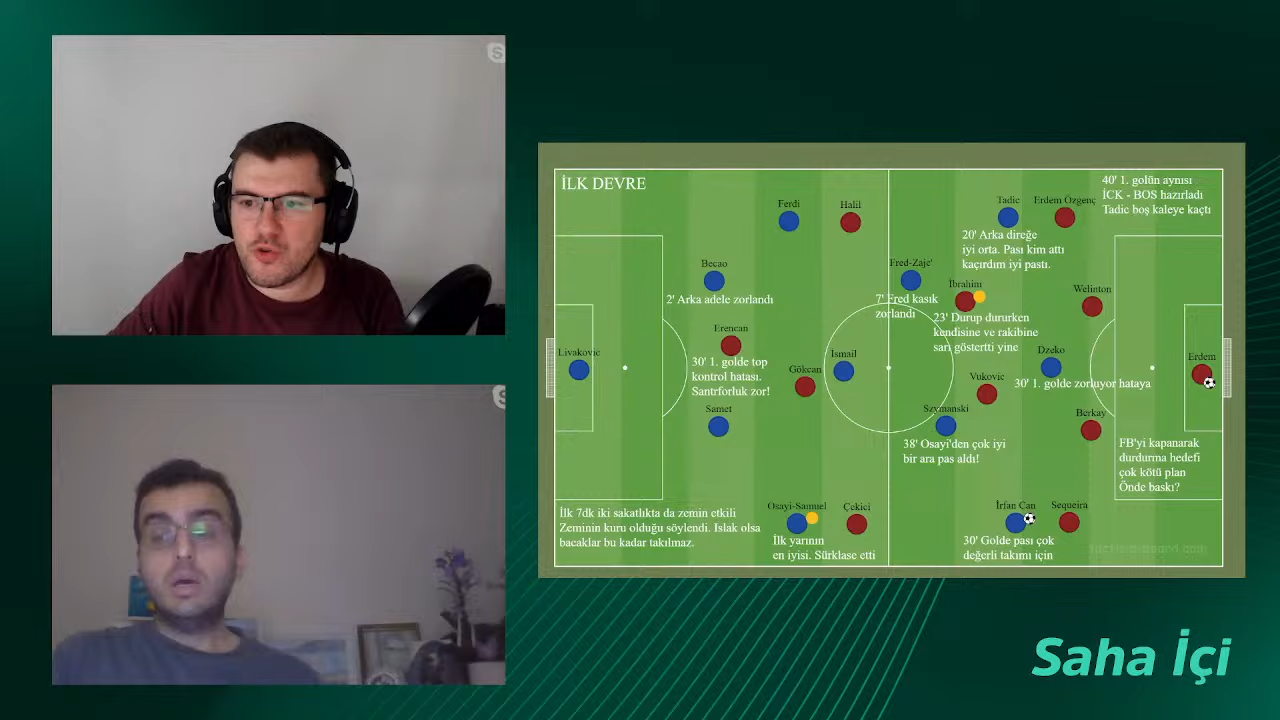 İLK DEVRE
40' 1. golün aynısı
İCK - BOS hazırladı
Tadic boş kaleye kaçtı
Ferdi
Halil
Tadic
Erdem Özgenç
20' Arka direğe
iyi orta. Pası kim attı
kaçırdım iyi pastı.
Becao
2' Arka adele zorlandı
Fred-Zaje'
7' Fred kasık
zorlandı
İbrahim
23' Durup dururken
kendisine ve rakibine
sarı göstertti yine
Welinton
Erencan
30' 1. golde top
kontrol hatası.
Santrforluk zor!
Livakovic
Gökcan
İsmail
Dzeko
30' 1. golde zorluyor hataya
Erdem
Vukovic
Samet
Szymanski
38' Osayi'den çok iyi
bir ara pas aldı!
Berkay
FB'yi kapanarak
durdurma hedefi
çok kötü plan
Önde baskı?
İlk 7dk iki sakatlıkta da zemin etkili
Zeminin kuru olduğu söylendi. Islak olsa
bacaklar bu kadar takılmaz.
Osayi-Samuel
Çekici
İlk yarının
en iyisi. Sürklase etti
İrfan Can
Sequeira
30' Golde pası çok
değerli takımı için
Saha İçi